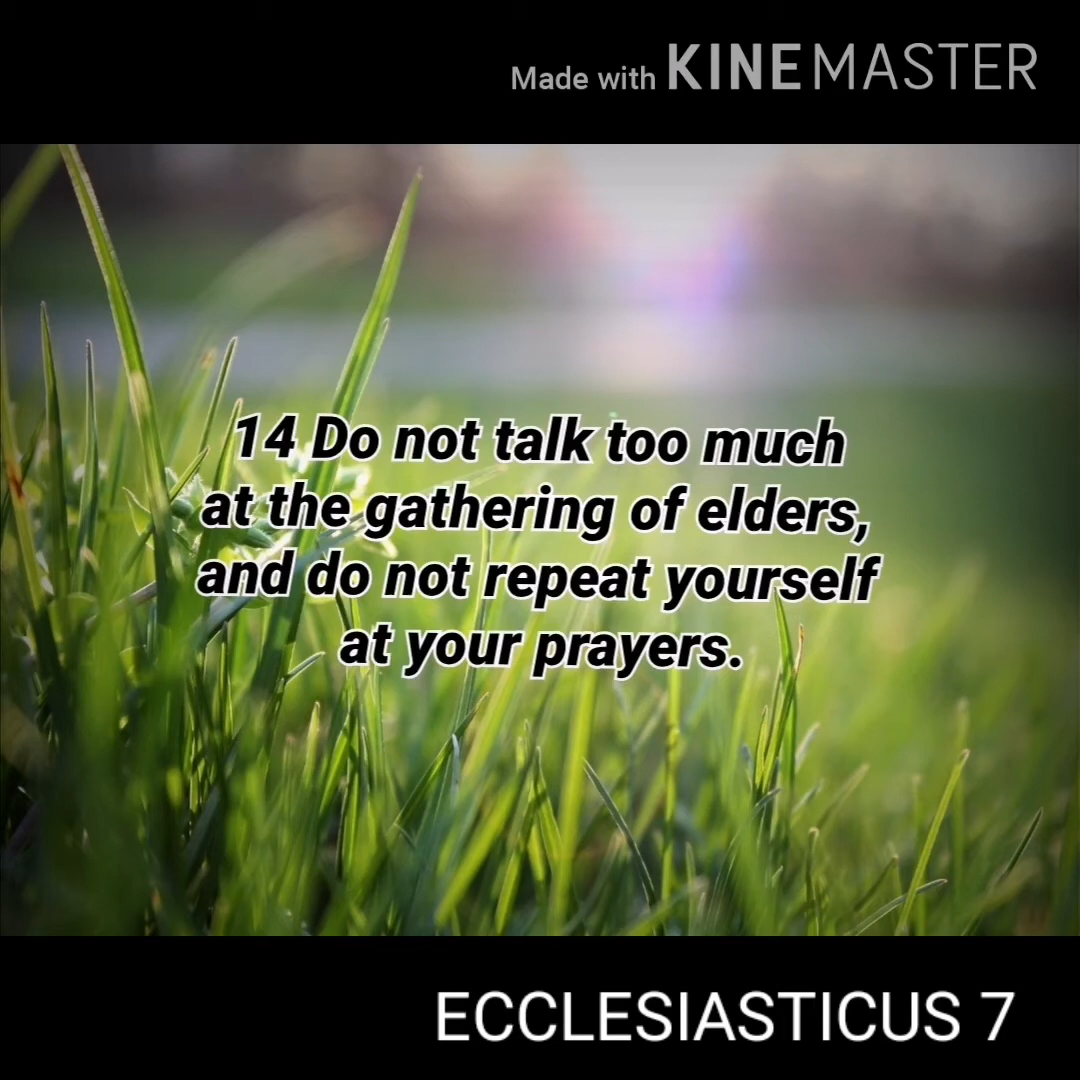 Made with KINEMASTER
14 Do not talk too much
at the gathering of elders,
and do not repeat yourself
at your prayers.
ECCLESIASTICUS 7